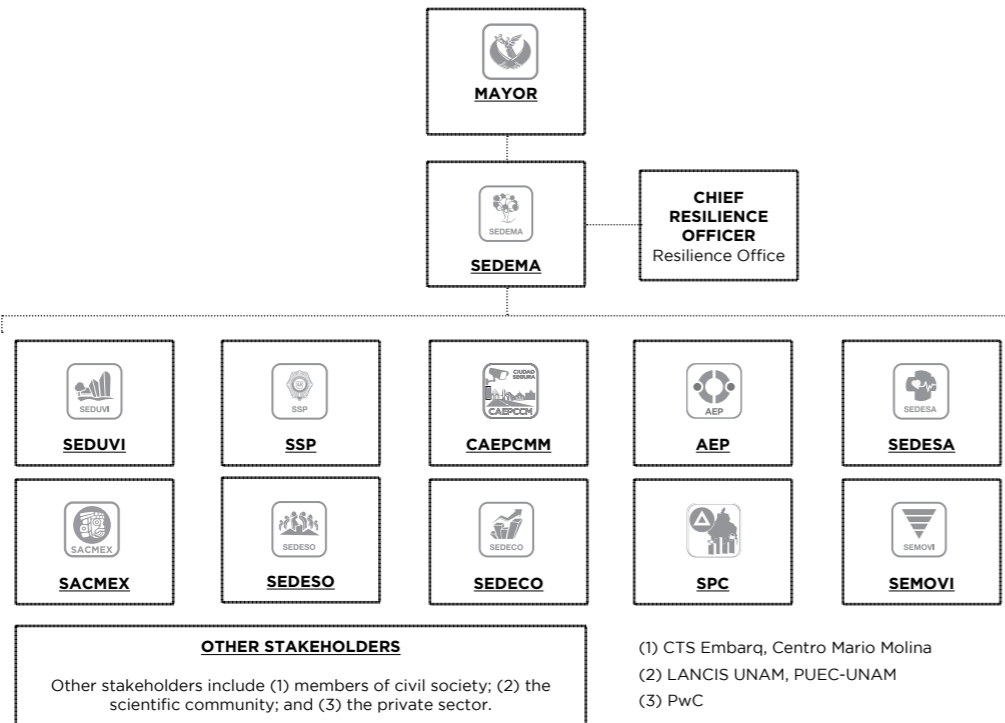 MAYOR
SEDEMA
SEDEMA
CHIEF
RESILIENCE
OFFICER
Resilience Office
SEDUVI
SEDUVI
SSP
SSP
CIUDAD
SEGURA
CAEPCCM
CAEPCMM
AEP
AEP
SEDESA
SEDESA
SACMEX
SACMEX
SEDESO
SEDESO
SEDECO
SEDECO
SPC
SEMOVI
SEMOVI
OTHER STAKEHOLDERS
Other stakeholders include (1) members of civil society; (2) the
scientific community; and (3) the private sector.
(1) CTS Embarq, Centro Mario Molina
(2) LANCIS UNAM, PUEC-UNAM
(3) PwC